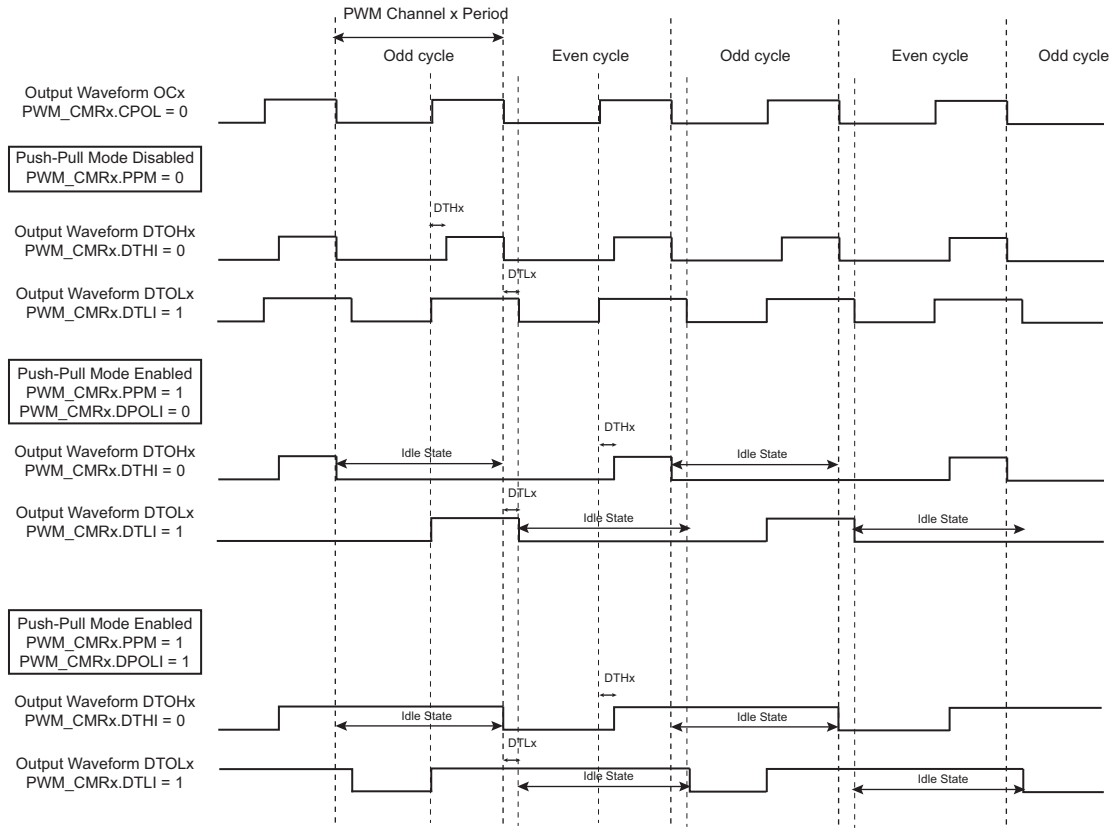 PWM Channel x Period
Odd cycle
Even cycle
Odd cycle
Even cycle
Odd cycle
Output Waveform OCx
PWM_CMRx.CPOL = 0
Push-Pull Mode Disabled
PWM_CMRx.PPM = 0
DTHx
Output Waveform DTOHx
PWM_CMRx.DTHI = 0
DTLx
Output Waveform DTOLx
PWM_CMRx.DTLI = 1
Push-Pull Mode Enabled
PWM_CMRx.PPM = 1
PWM_CMRx.DPOLI = 0
DTHx
Output Waveform DTOHx
PWM_CMRx.DTHI = 0
Idle State
Idle State
DTLx
Output Waveform DTOLx
PWM_CMRx.DTLI = 1
Idle State
Idle State
Push-Pull Mode Enabled
PWM_CMRx.PPM = 1
PWM_CMRx.DPOLI = 1
DTHx
Output Waveform DTOHx
PWM_CMRx.DTHI = 0
Idle State
Idle State
DTLx
Output Waveform DTOLx
PWM_CMRx.DTLI = 1
Idle State
Idle State